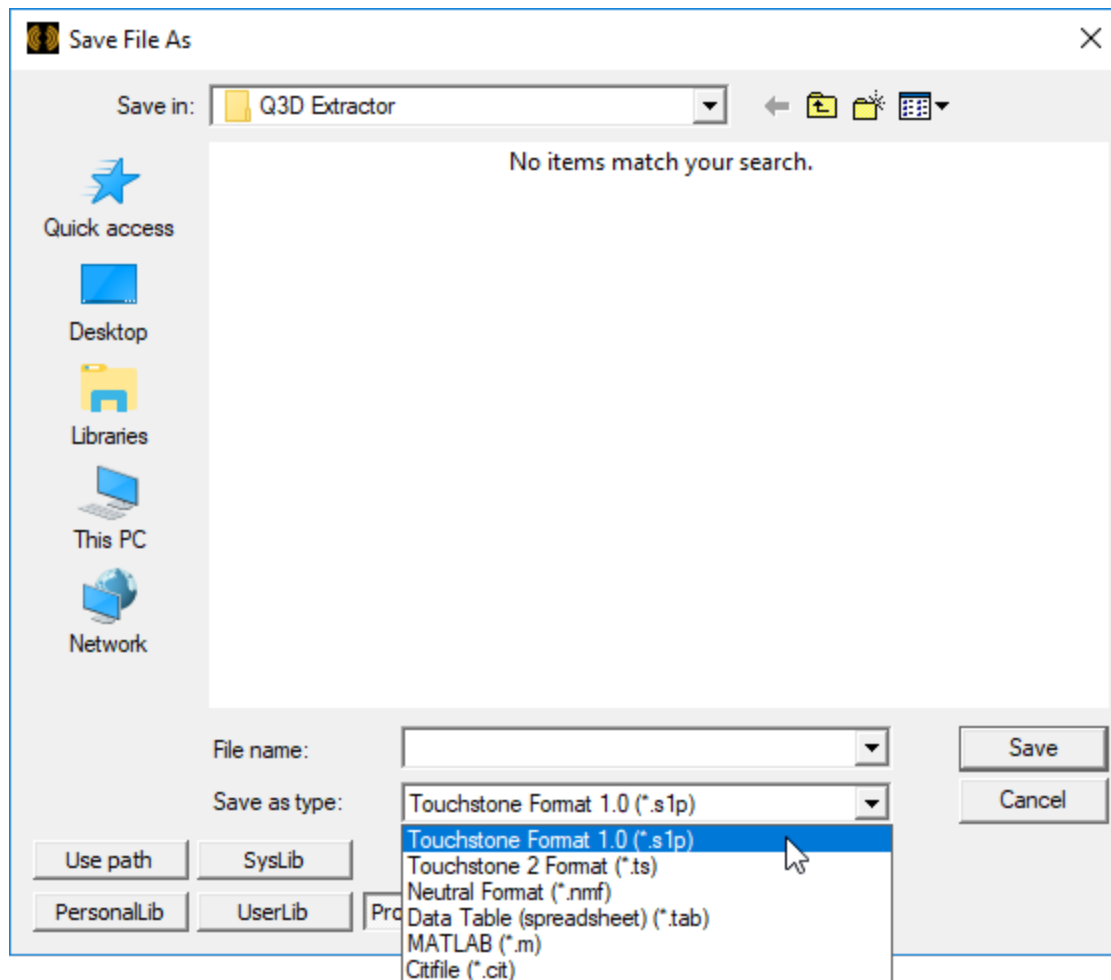 Save File As
Save in: Q3D Extractor
No items match your search.
Quick access
Desktop
Libraries
This PC
Network
File name:
Save
Save as type: Touchstone Format 1.0 (*.s1p)
Cancel
Touchstone Format 1.0 (*.s1p)
Touchstone 2 Format (*.ts)
Neutral Format (*.nmf)
Data Table (spreadsheet) (*.tab)
MATLAB (*.m)
Citifile (*.cit)
Use path SysLib
PersonalLib UserLib